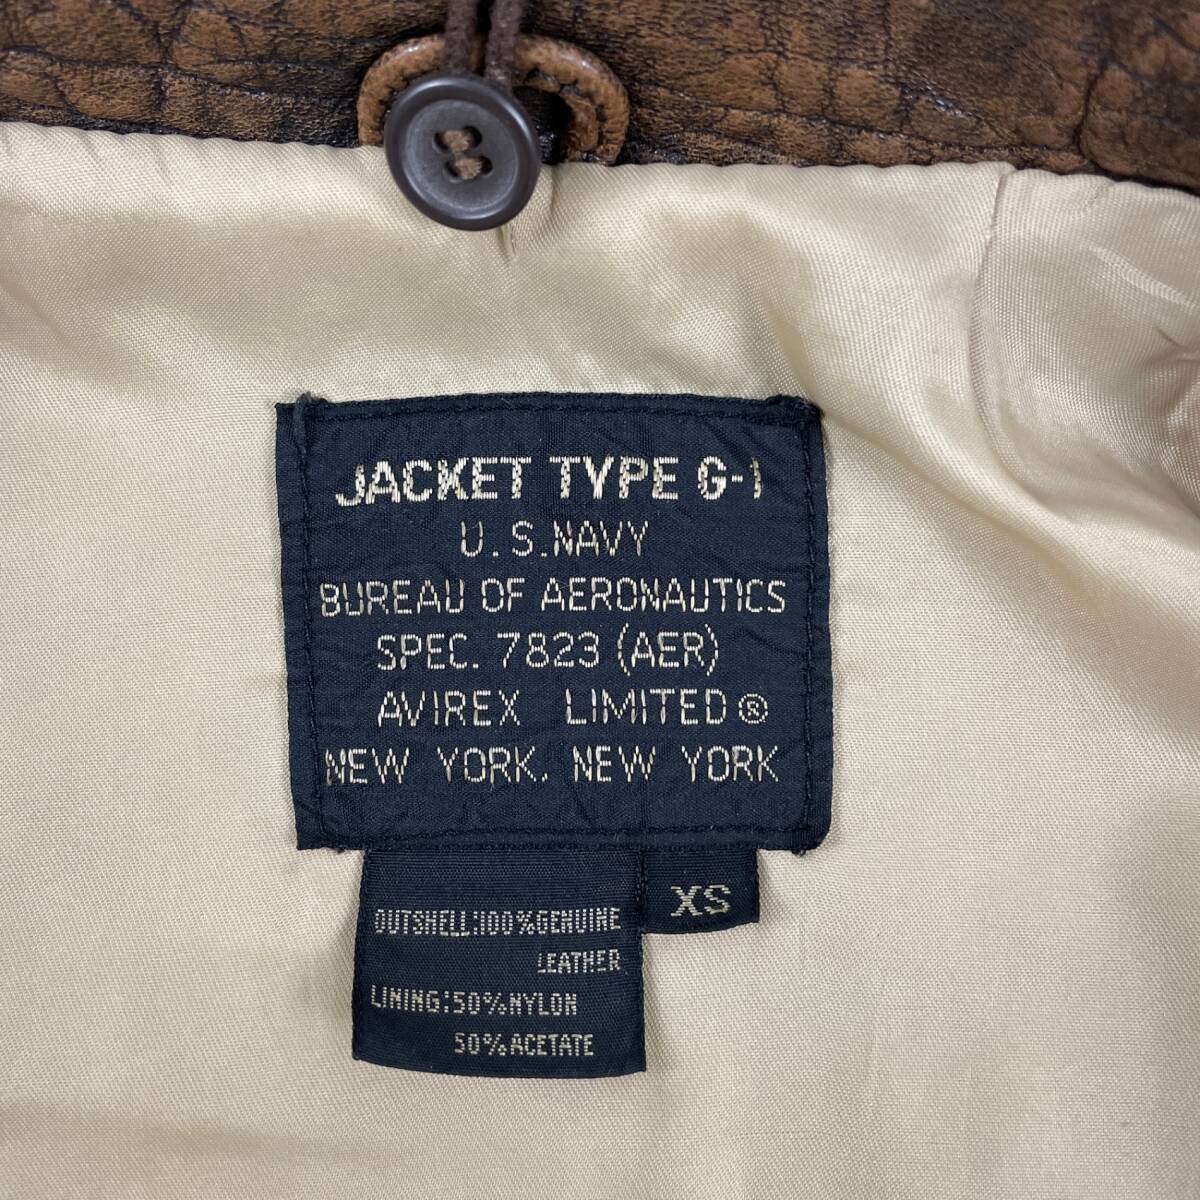 JACKET TYPE G-1
U.S.NAVY
BUREAU OF AERONAUTICS
SPEC. 7823 (AER)
AVIREX LIMITED®
NEW YORK, NEW YORK
XS
OUTSHELL:100%GENUINE
LEATHER
LINING:50%NYLON
50%ACETATE